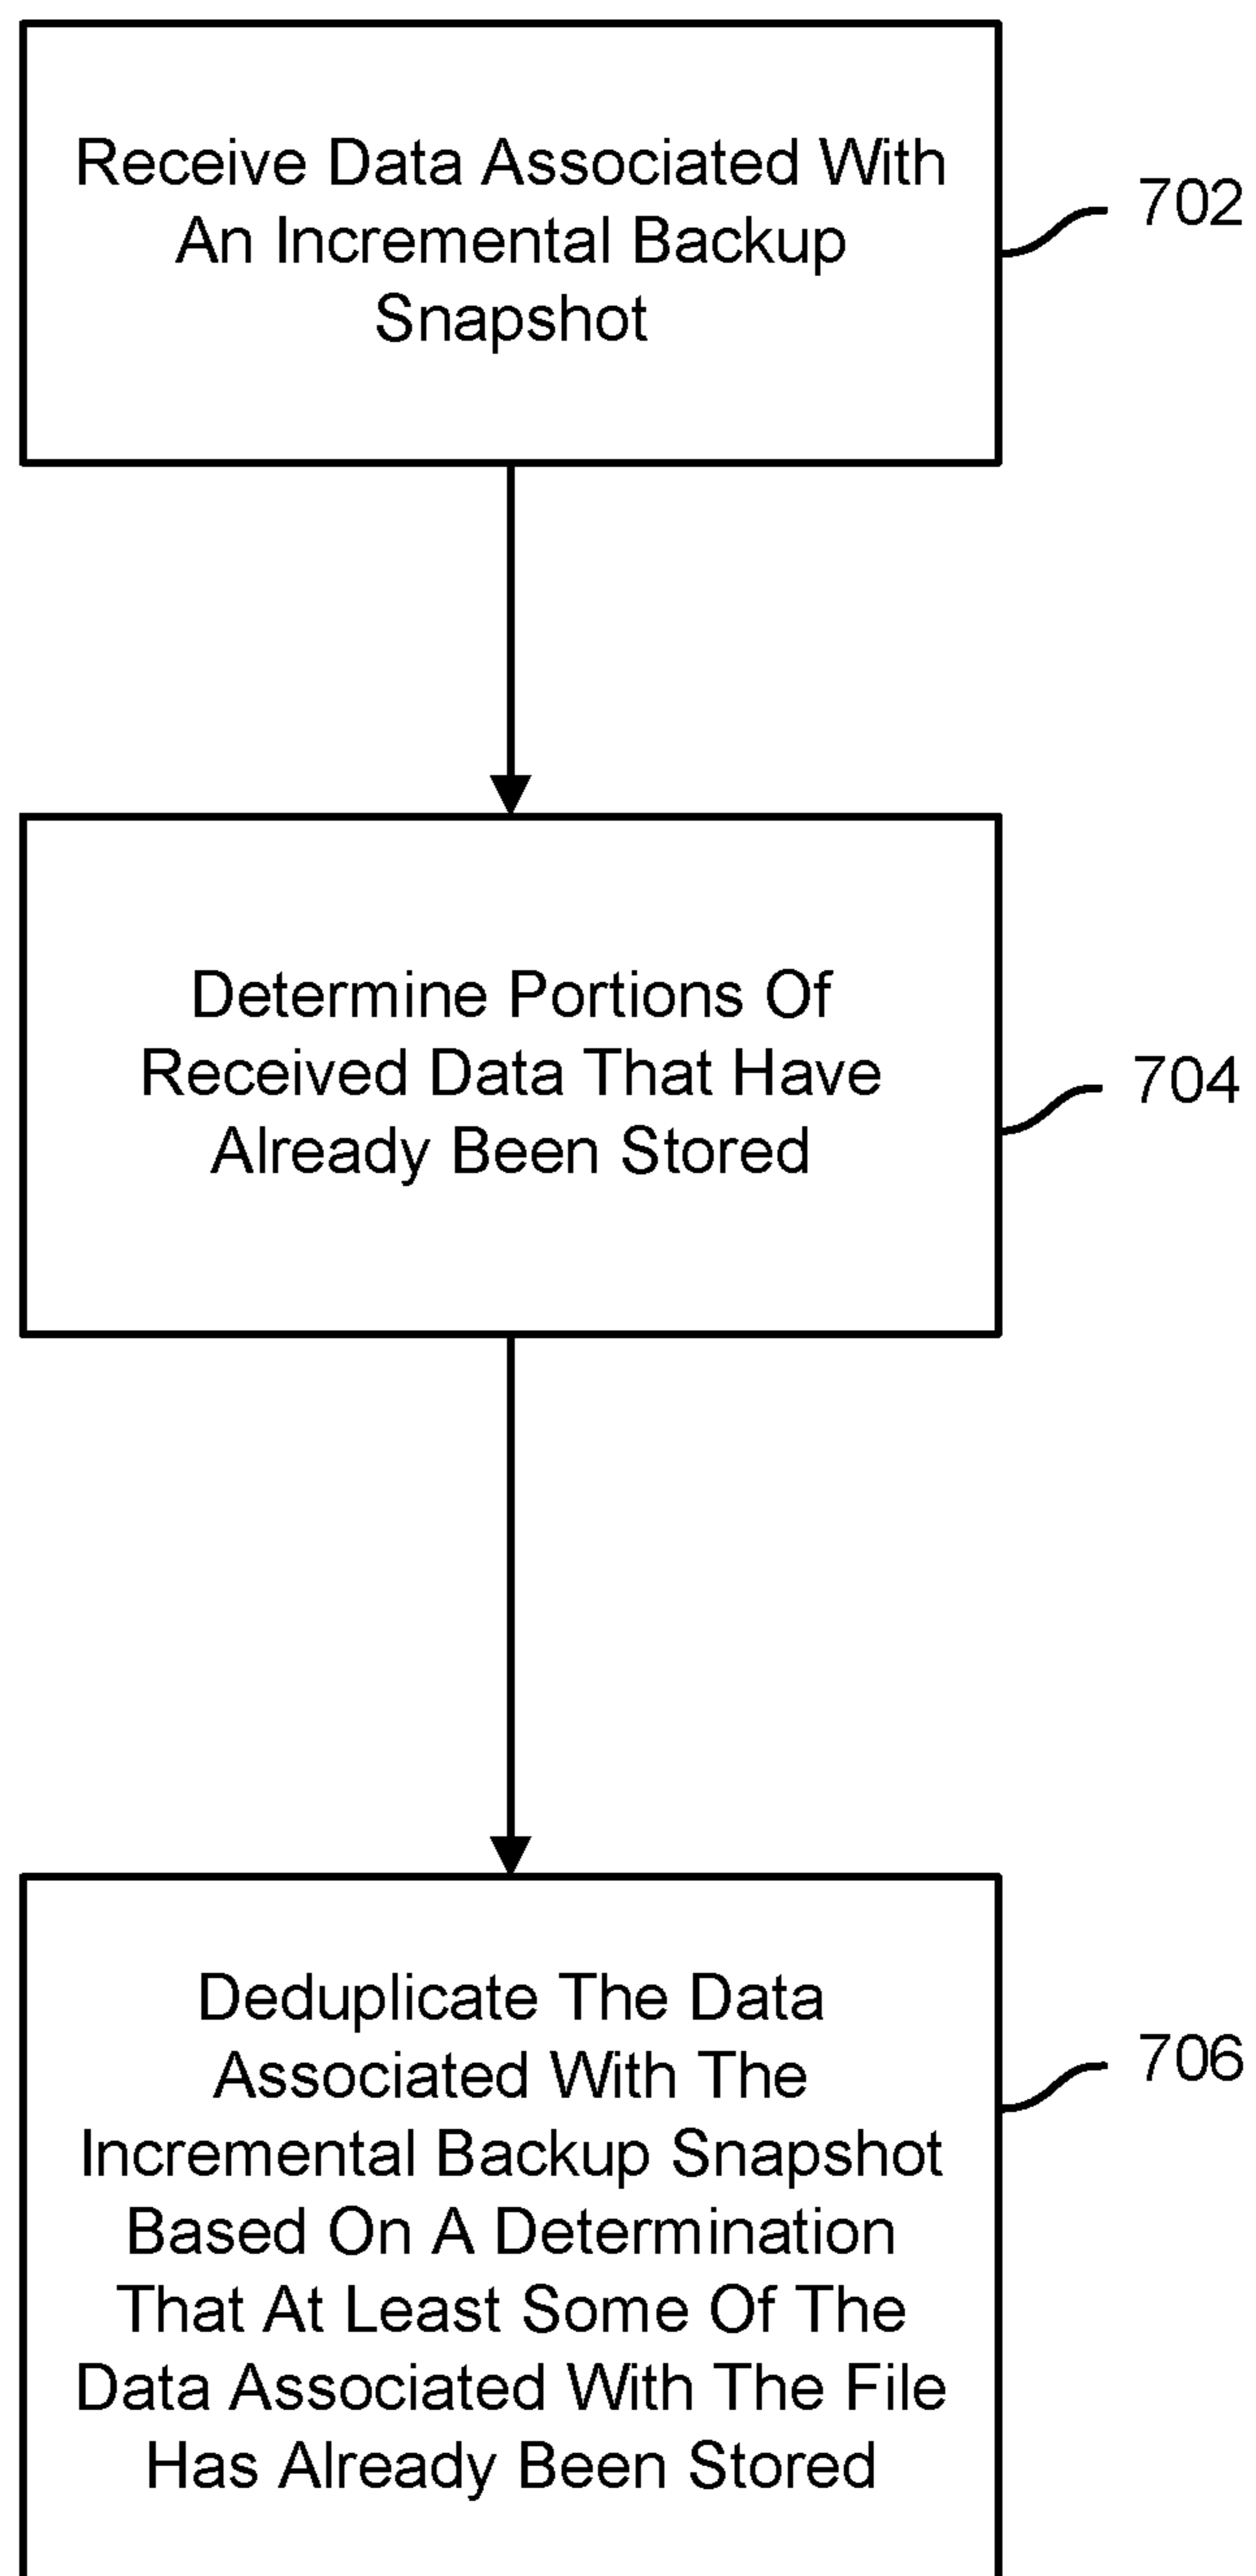 Receive Data Associated With
An Incremental Backup
Snapshot
702
Determine Portions Of
Received Data That Have
Already Been Stored
704
Deduplicate The Data
Associated With The
Incremental Backup Snapshot
Based On A Determination
That At Least Some Of The
Data Associated With The File
Has Already Been Stored
706